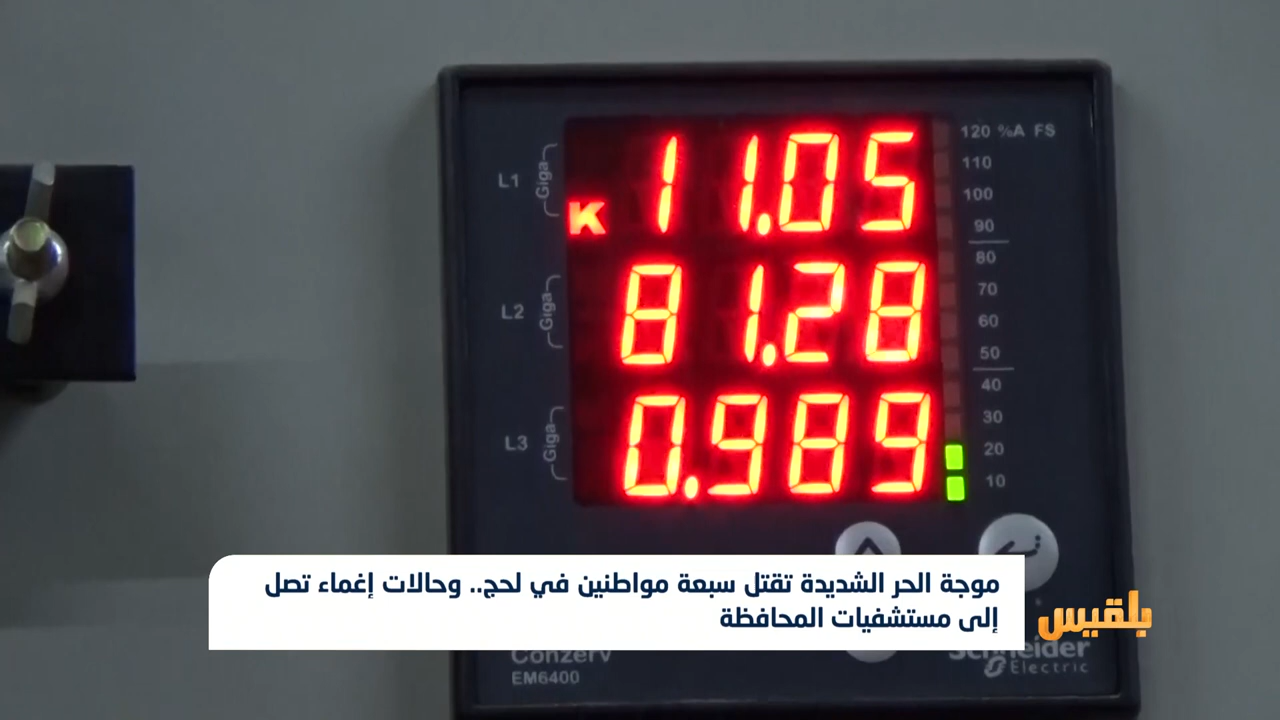 120 %A FS
110
100
90
80
70
60
50
40
30
20
10
L1
Giga
K 11.05
L2
Giga
81.28
L3
Giga
0.989
موجة الحر الشديدة تقتل سبعة مواطنين في لحج.. وحالات إغماء تصل
إلى مستشفيات المحافظة
بلقيس
Conzerv
EM6400
Schneider
Electric